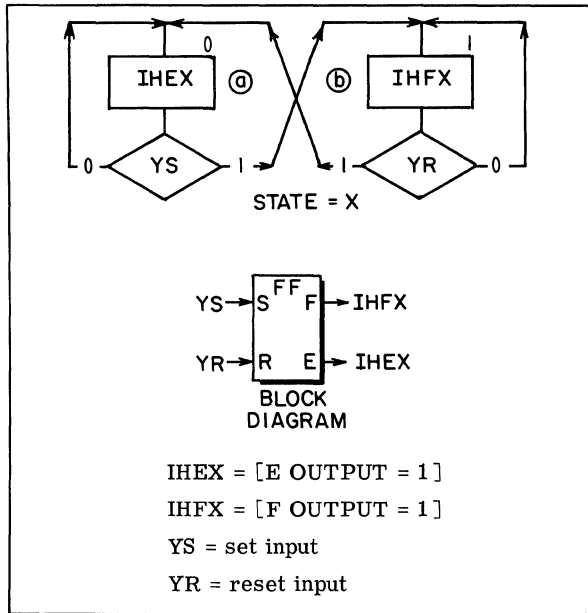 0 1
IHEX ⓐ ⓑ IHFX
0 YS 1 1 YR 0
STATE = X
FF
YS S F IHFX
YR R E IHEX
BLOCK
DIAGRAM
IHEX = [E OUTPUT = 1]
IHFX = [F OUTPUT = 1]
YS = set input
YR = reset input